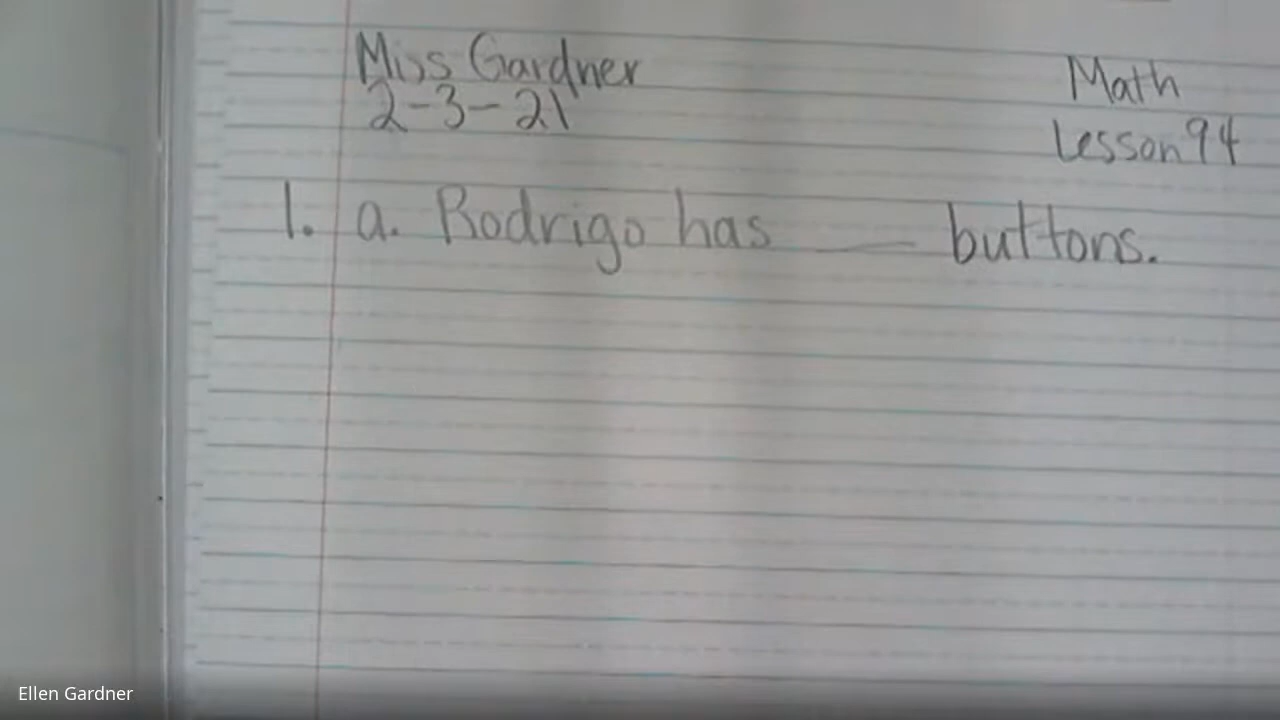 Miss Gardner
Math
2-3-21
Lesson 94
1. a. Rodrigo has ___ buttons.
Ellen Gardner